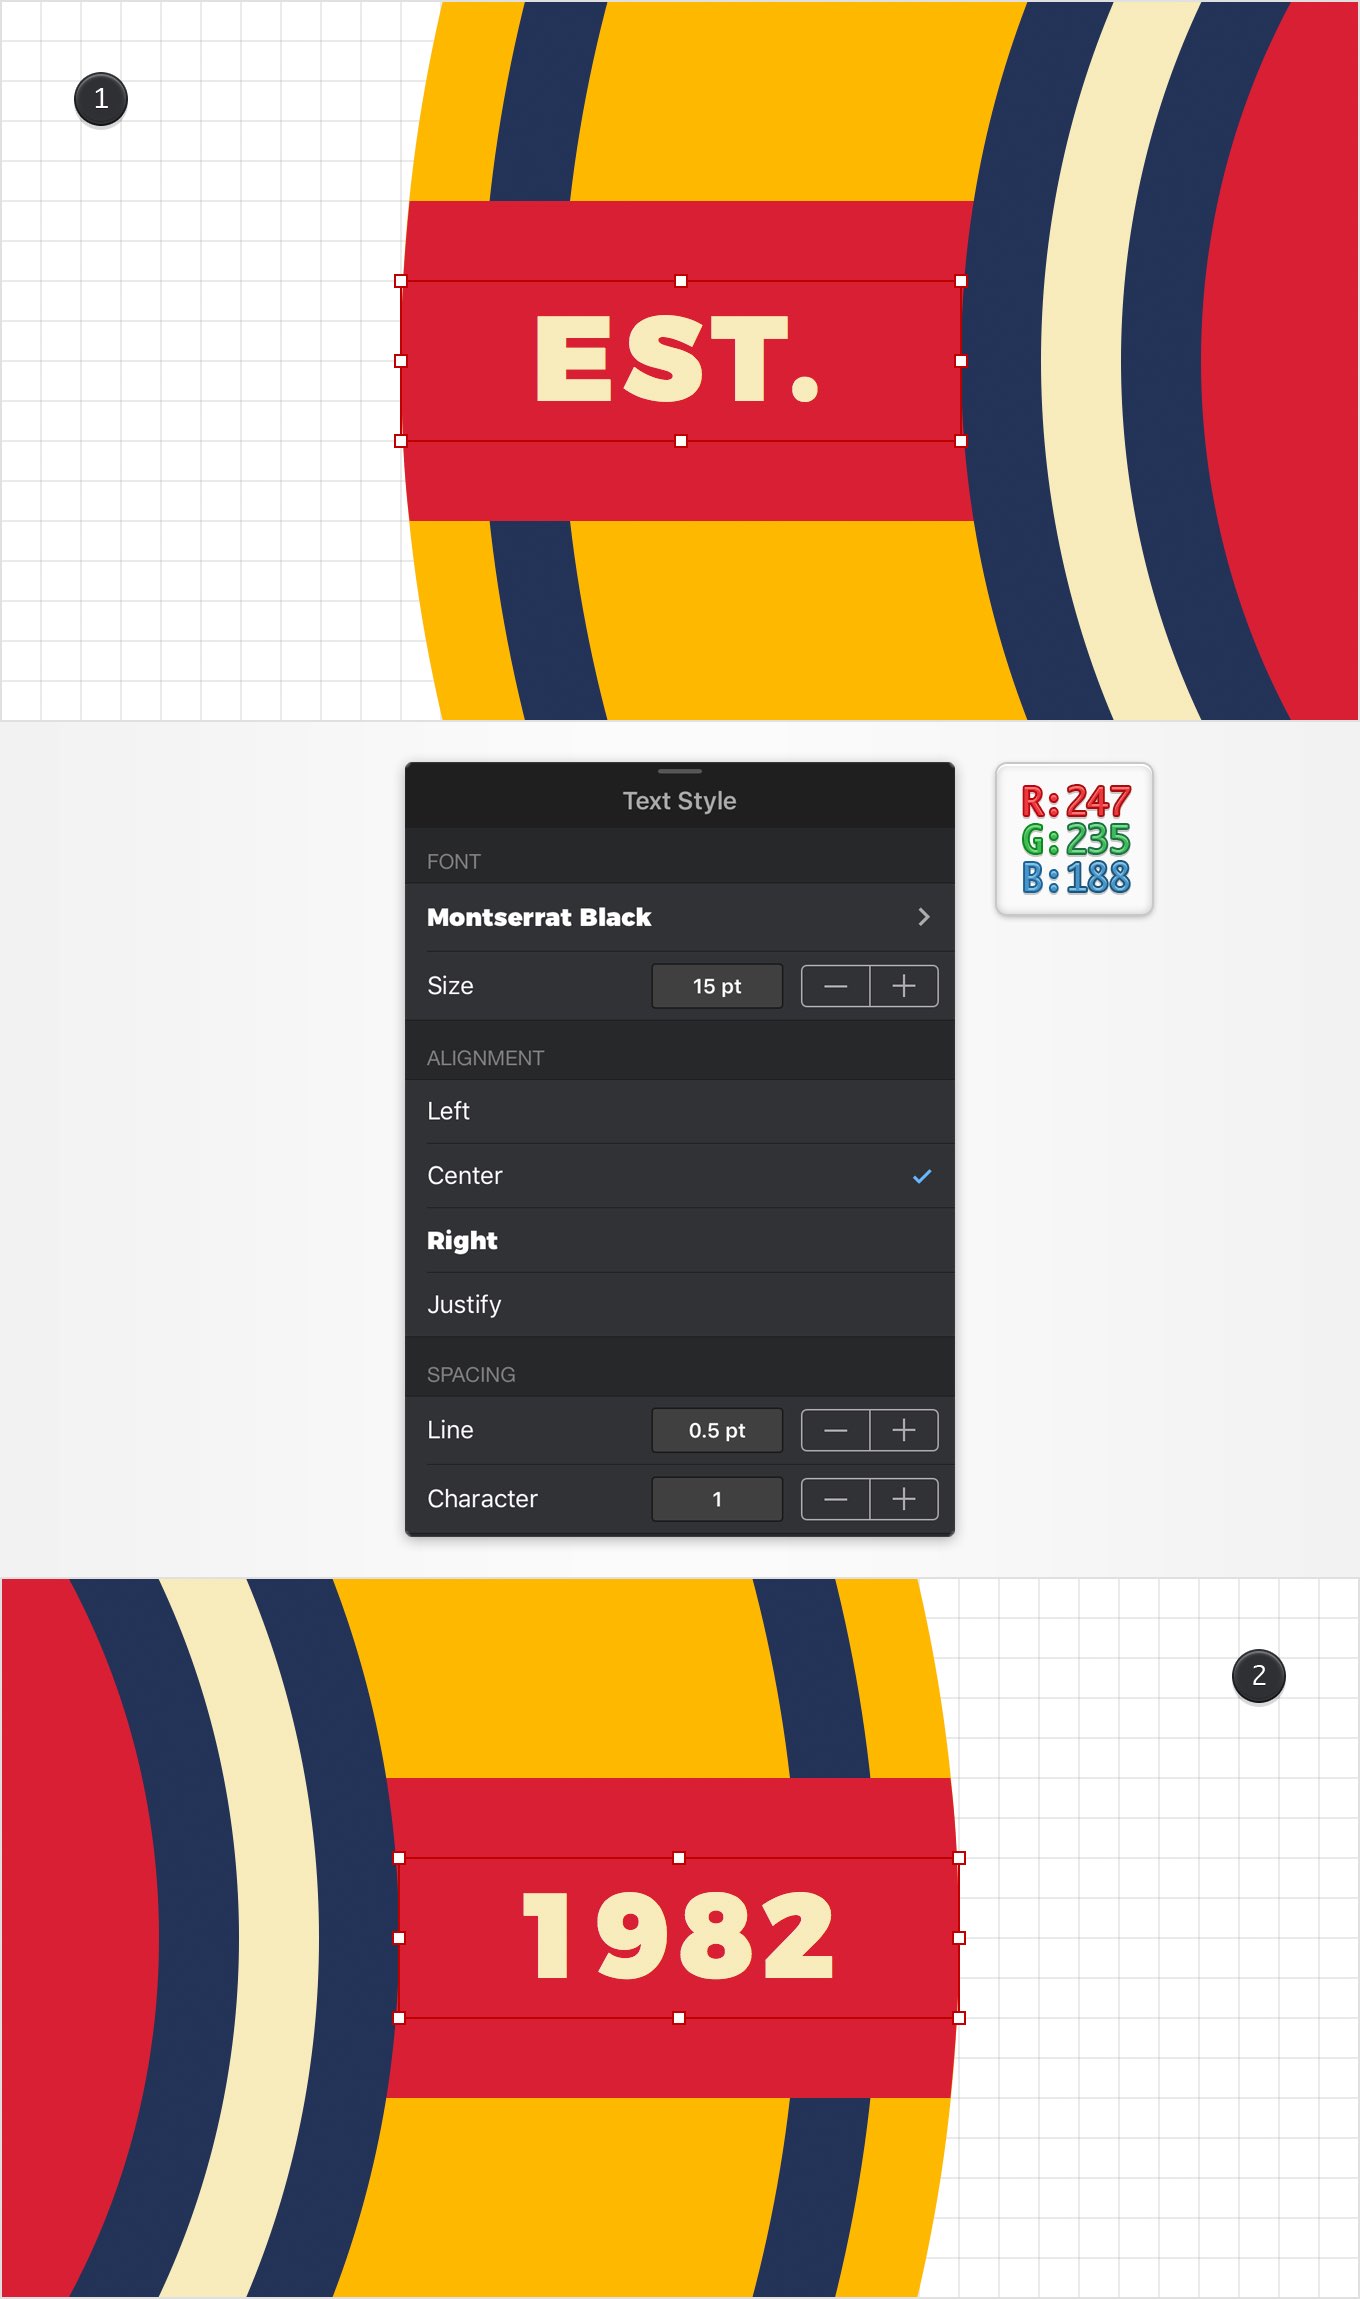 1
EST.
Text Style
FONT
Montserrat Black
Size 15 pt
ALIGNMENT
Left
Center
Right
Justify
SPACING
Line 0.5 pt
Character 1
R:247
G:235
B:188
2
1982